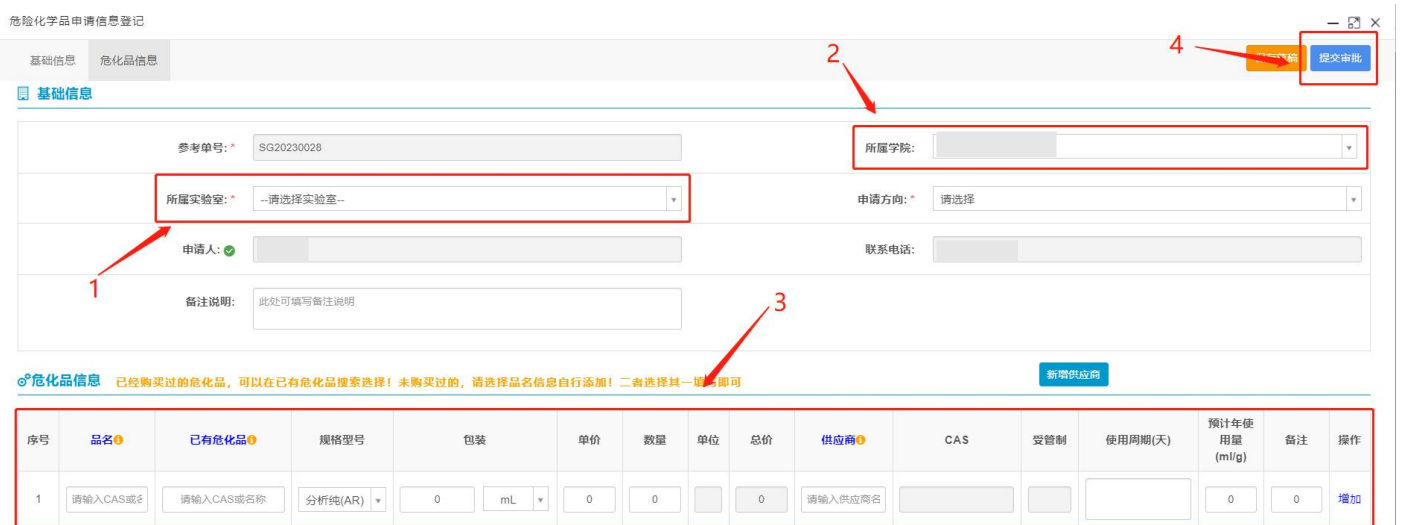 危险化学品申请信息登记
基础信息 危化品信息
4
提交审批
2
基础信息
参考单号: * SG20230028 所属学院:
所属实验室: * --请选择实验室-- 申请方向: * 请选择
申请人: 联系电话:
1
备注说明: 此处可填写备注说明
3
危化品信息 已经购买过的危化品，可以在已有危化品搜索选择！未购买过的，请选择品名信息自行添加！二者选择其一填写即可 新增供应商
序号 品名 已有危化品 规格型号 包装 单价 数量 单位 总价 供应商 CAS 受管制 使用周期(天) 预计年使用量(ml/g) 备注 操作
1 请输入CAS或名 请输入CAS或名称 分析纯(AR) 0 mL 0 0 0 请输入供应商名 0 0 增加